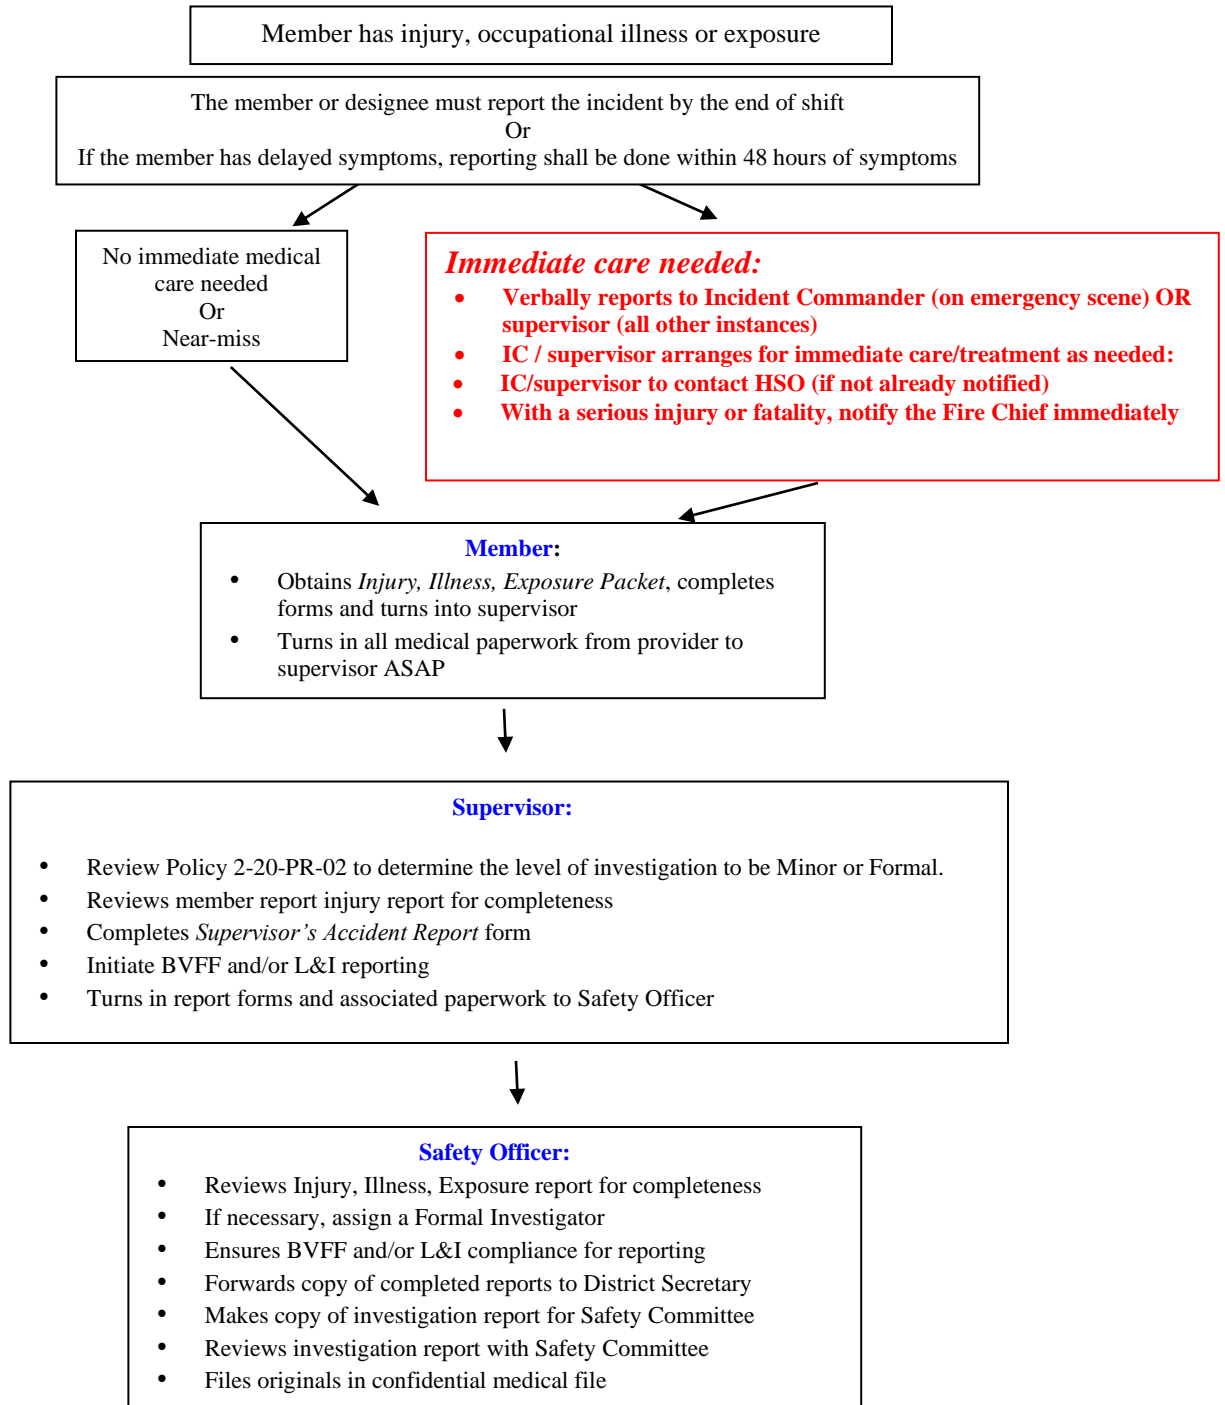 Member has injury, occupational illness or exposure
The member or designee must report the incident by the end of shift
Or
If the member has delayed symptoms, reporting shall be done within 48 hours of symptoms
No immediate medical
care needed
Or
Near-miss
Immediate care needed:
• Verbally reports to Incident Commander (on emergency scene) OR
supervisor (all other instances)
• IC / supervisor arranges for immediate care/treatment as needed:
• IC/supervisor to contact HSO (if not already notified)
• With a serious injury or fatality, notify the Fire Chief immediately
Member:
• Obtains Injury, Illness, Exposure Packet, completes
forms and turns into supervisor
• Turns in all medical paperwork from provider to
supervisor ASAP
Supervisor:
• Review Policy 2-20-PR-02 to determine the level of investigation to be Minor or Formal.
• Reviews member report injury report for completeness
• Completes Supervisor’s Accident Report form
• Initiate BVFF and/or L&I reporting
• Turns in report forms and associated paperwork to Safety Officer
Safety Officer:
• Reviews Injury, Illness, Exposure report for completeness
• If necessary, assign a Formal Investigator
• Ensures BVFF and/or L&I compliance for reporting
• Forwards copy of completed reports to District Secretary
• Makes copy of investigation report for Safety Committee
• Reviews investigation report with Safety Committee
• Files originals in confidential medical file